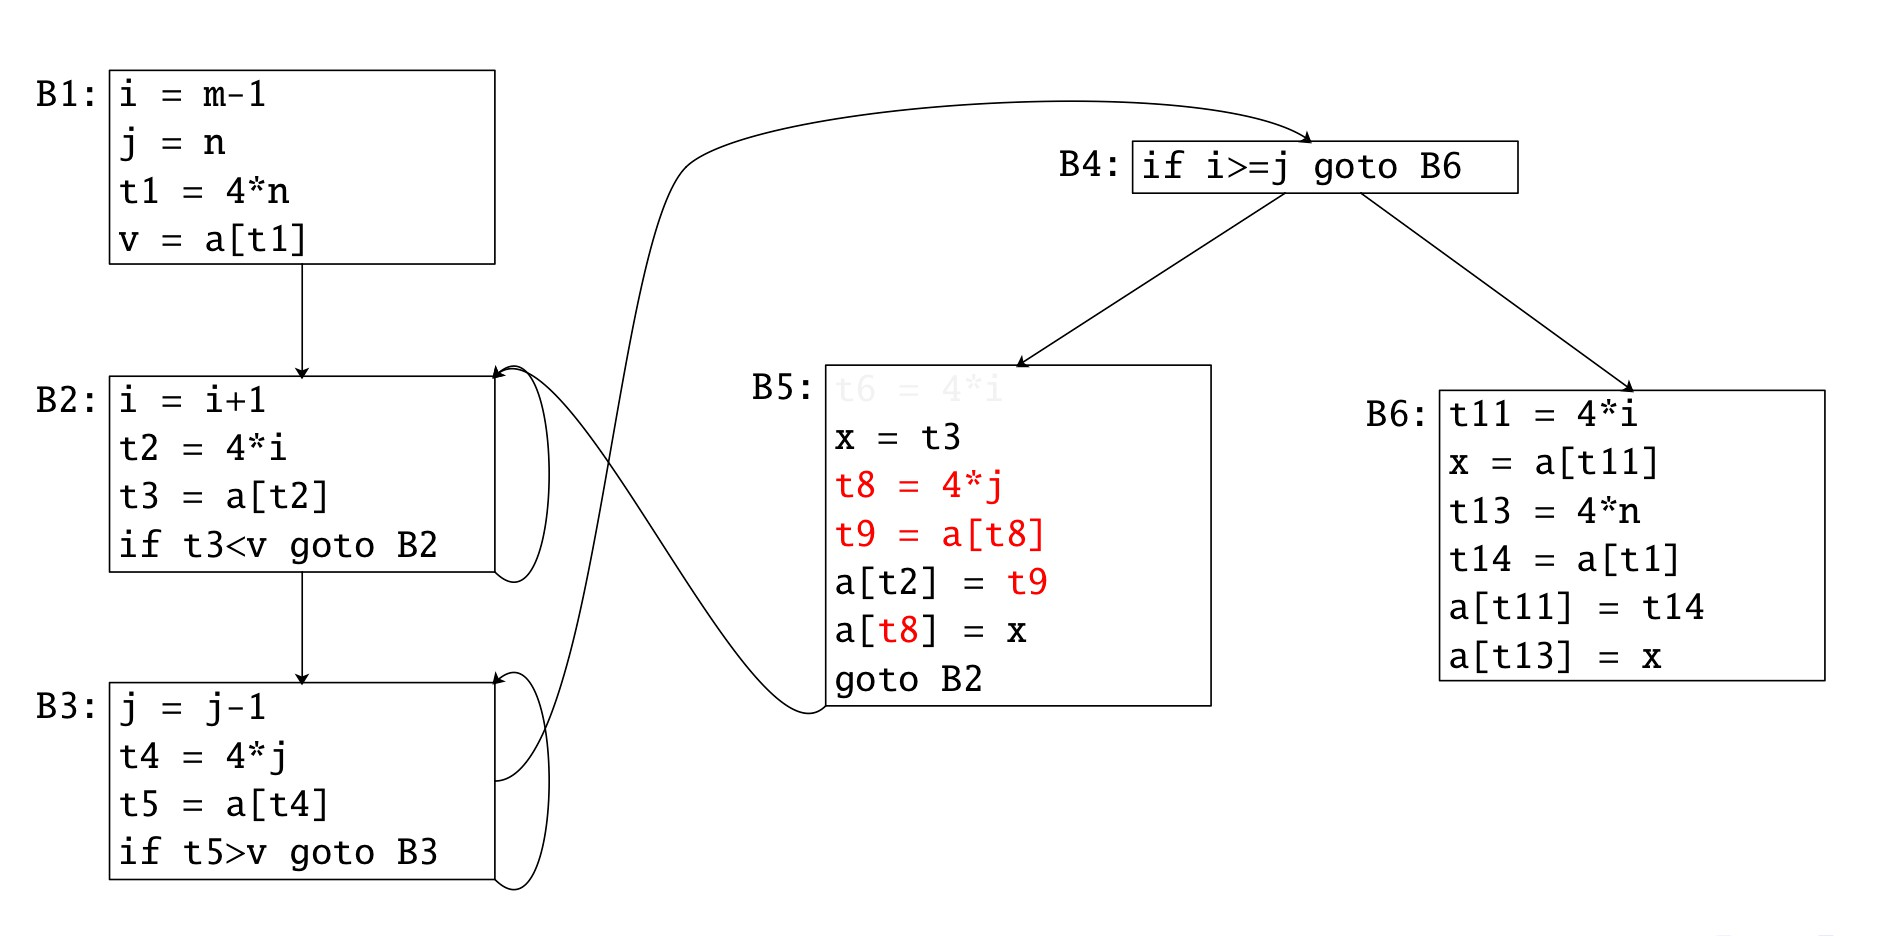 B1:
i = m-1
j = n
t1 = 4*n
v = a[t1]
B2:
i = i+1
t2 = 4*i
t3 = a[t2]
if t3<v goto B2
B3:
j = j-1
t4 = 4*j
t5 = a[t4]
if t5>v goto B3
B4:
if i>=j goto B6
B5:
t6 = 4*i
x = t3
t8 = 4*j
t9 = a[t8]
a[t2] = t9
a[t8] = x
goto B2
B6:
t11 = 4*i
x = a[t11]
t13 = 4*n
t14 = a[t1]
a[t11] = t14
a[t13] = x